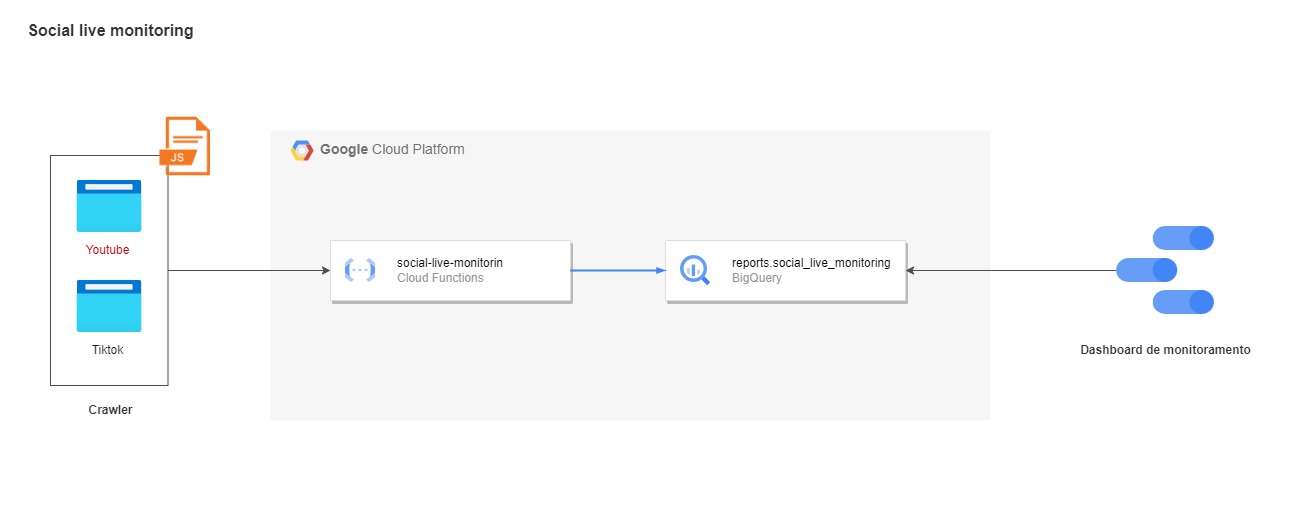 Social live monitoring
JS
Youtube
Tiktok
Crawler
Google Cloud Platform
social-live-monitorin
Cloud Functions
reports.social_live_monitoring
BigQuery
Dashboard de monitoramento